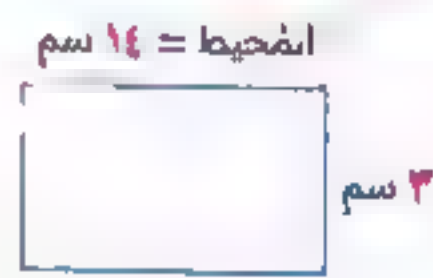 المحيط = ١٤ سم
٣ سم